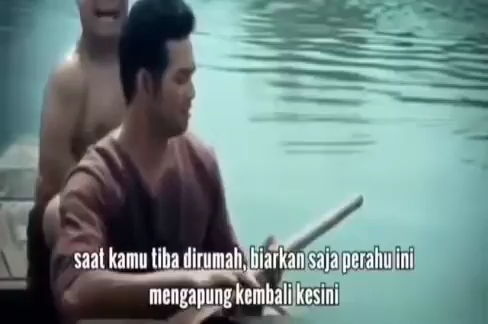 saat kamu tiba dirumah, biarkan saja perahu ini
mengapung kembali kesini